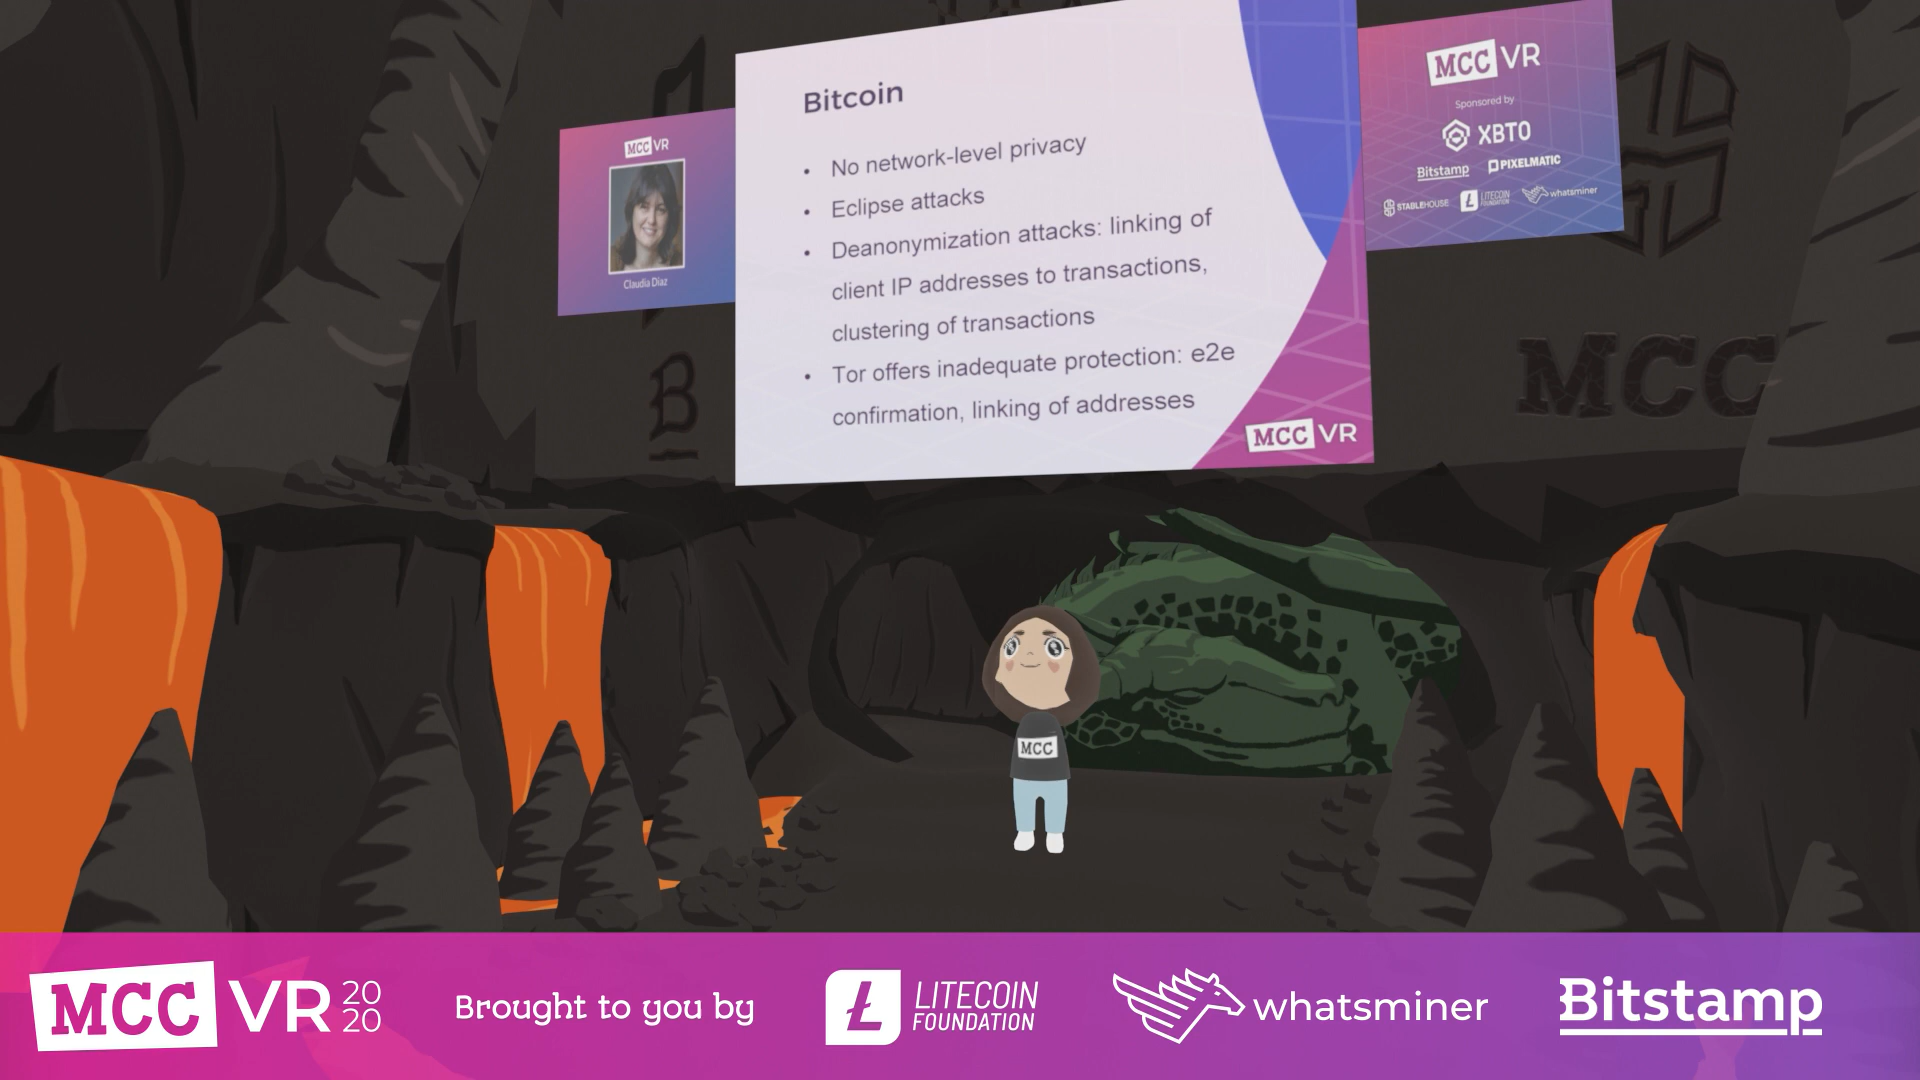 MCC VR
Claudia Diaz
Bitcoin
• No network-level privacy
• Eclipse attacks
• Deanonymization attacks: linking of
client IP addresses to transactions,
clustering of transactions
• Tor offers inadequate protection: e2e
confirmation, linking of addresses
MCC VR
MCC VR
Sponsored by
XBTO
Bitstamp PIXELMATIC
STABLEHOUSE LITECOIN FOUNDATION whatsminer
B
MCC
MCC
MCC VR 20
20
Brought to you by
LITECOIN
FOUNDATION
whatsminer
Bitstamp